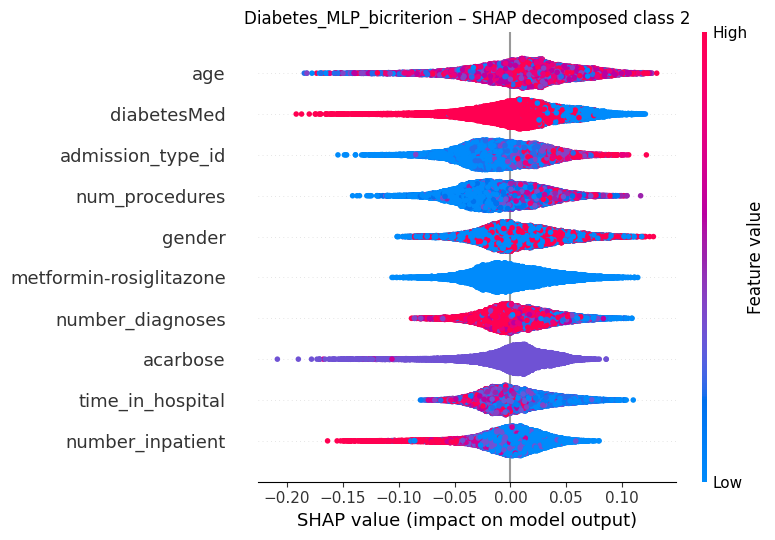 Diabetes_MLP_bicriterion – SHAP decomposed class 2
High
age
diabetesMed
admission_type_id
num_procedures
gender
metformin-rosiglitazone
number_diagnoses
acarbose
time_in_hospital
number_inpatient
Feature value
Low
−0.20 −0.15 −0.10 −0.05 0.00 0.05 0.10
SHAP value (impact on model output)